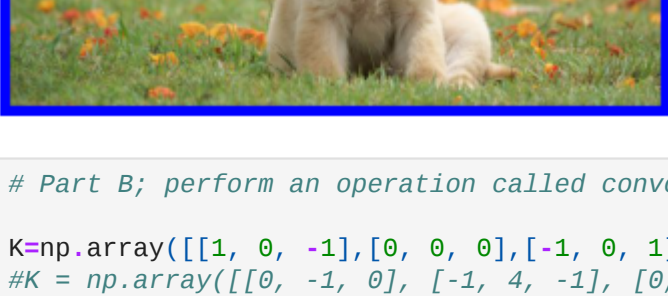 # Part B; perform an operation called
K=np.array([[1, 0, -1],[0, 0, 0],[-1, 0, 1]
#K = np.array([[0, -1, 0], [-1, 4, -1], [0